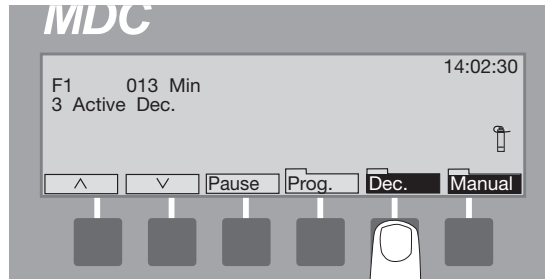 MDC
14:02:30
F1 013 Min
3 Active Dec.
Pause Prog. Dec. Manual